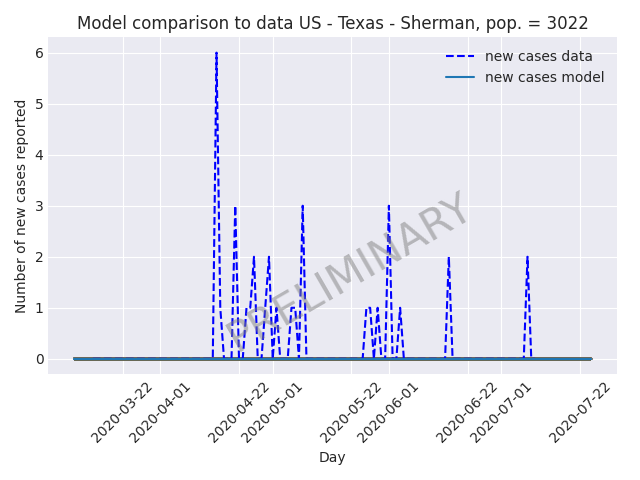 Model comparison to data US - Texas - Sherman, pop. = 3022
new cases data
new cases model
Number of new cases reported
6
5
4
3
2
1
0
PRELIMINARY
2020-03-22
2020-04-01
2020-04-22
2020-05-01
2020-05-22
2020-06-01
2020-06-22
2020-07-01
2020-07-22
Day